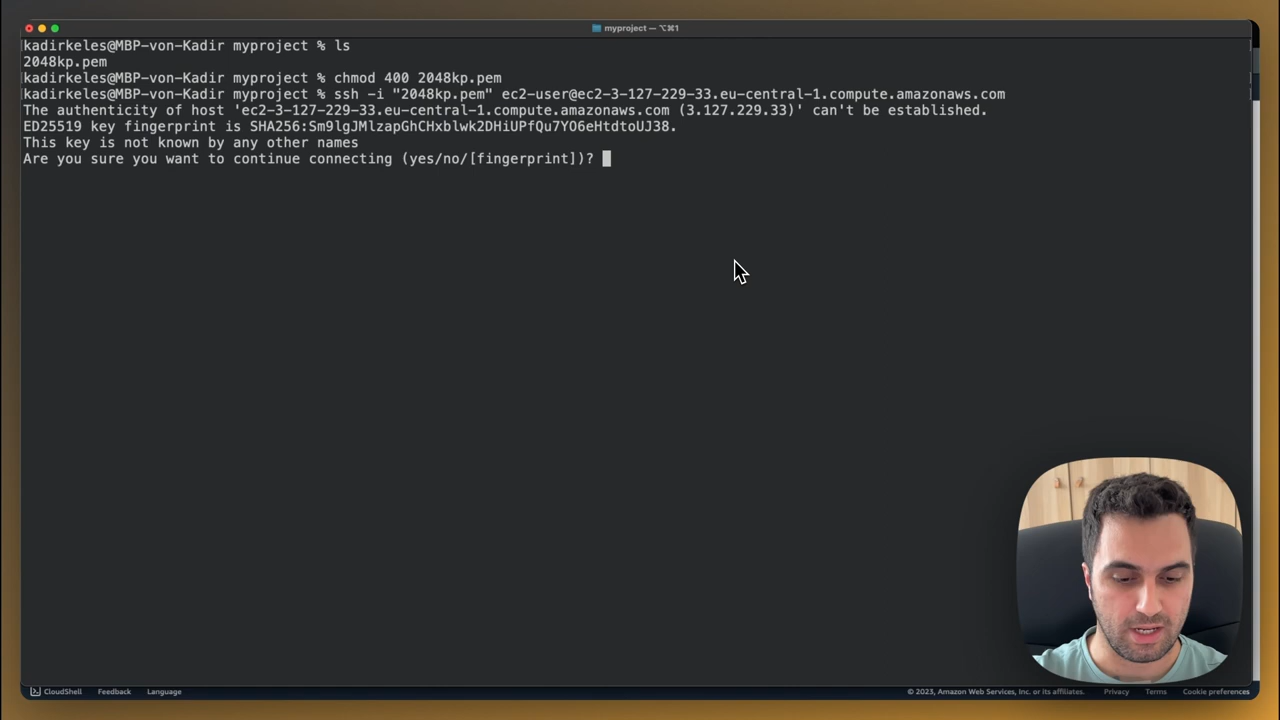 myproject — ⌥⌘1
kadirkeles@MBP-von-Kadir myproject % ls
2048kp.pem
kadirkeles@MBP-von-Kadir myproject % chmod 400 2048kp.pem
kadirkeles@MBP-von-Kadir myproject % ssh -i "2048kp.pem" ec2-user@ec2-3-127-229-33.eu-central-1.compute.amazonaws.com
The authenticity of host 'ec2-3-127-229-33.eu-central-1.compute.amazonaws.com (3.127.229.33)' can't be established.
ED25519 key fingerprint is SHA256:Sm9lgJMlzapGhCHxblwk2DHiUPfQu7YO6eHtdtoUJ38.
This key is not known by any other names
Are you sure you want to continue connecting (yes/no/[fingerprint])?
CloudShell Feedback Language © 2023, Amazon Web Services, Inc. or its affiliates. Privacy Terms Cookie preferences